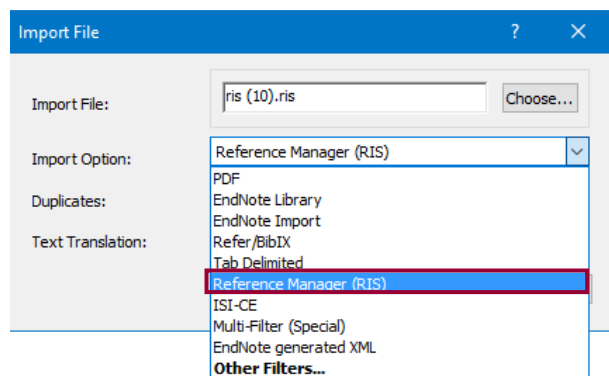 Import File
?
Import File:
ris (10).ris
Choose...
Import Option:
Reference Manager (RIS)
PDF
Duplicates:
EndNote Library
EndNote Import
Text Translation:
Refer/BibIX
Tab Delimited
Reference Manager (RIS)
ISI-CE
Multi-Filter (Special)
EndNote generated XML
Other Filters...